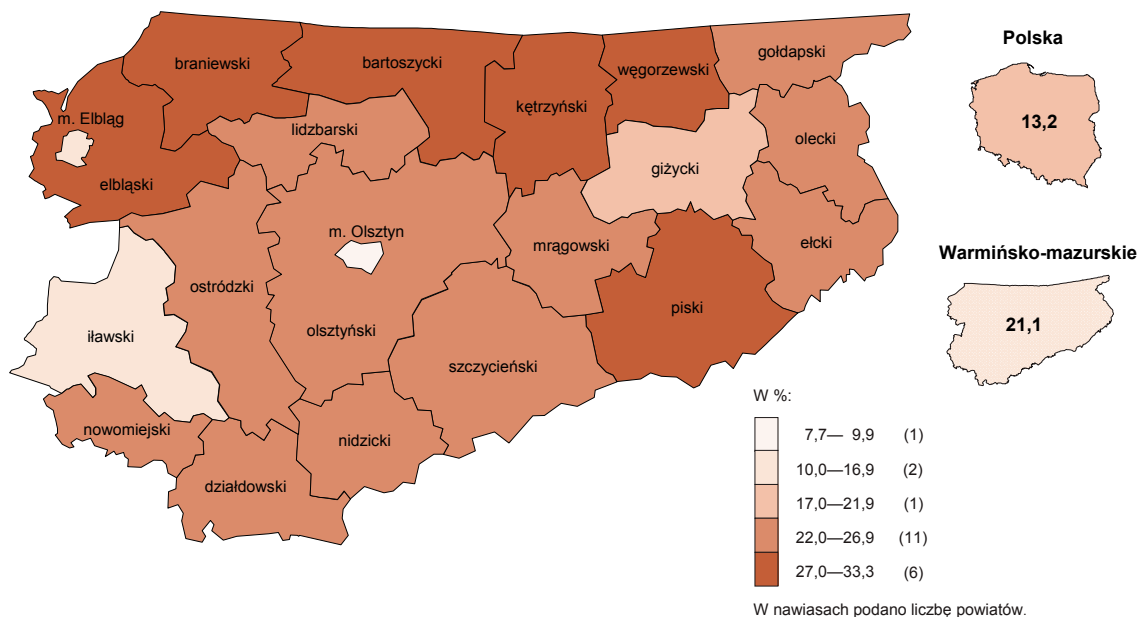 gołdapski
Polska
braniewski
bartoszycki
węgorzewski
kętrzyński
m. Elbląg
13,2
lidzbarski
olecki
giżycki
elbląski
m. Olsztyn
mrągowski
ełcki
Warmińsko-mazurskie
ostródzki
olsztyński
piski
21,1
iławski
szczycieński
W %:
nowomiejski
nidzicki
działdowski
7,7— 9,9 (1)
10,0—16,9 (2)
17,0—21,9 (1)
22,0—26,9 (11)
27,0—33,3 (6)
W nawiasach podano liczbę powiatów.